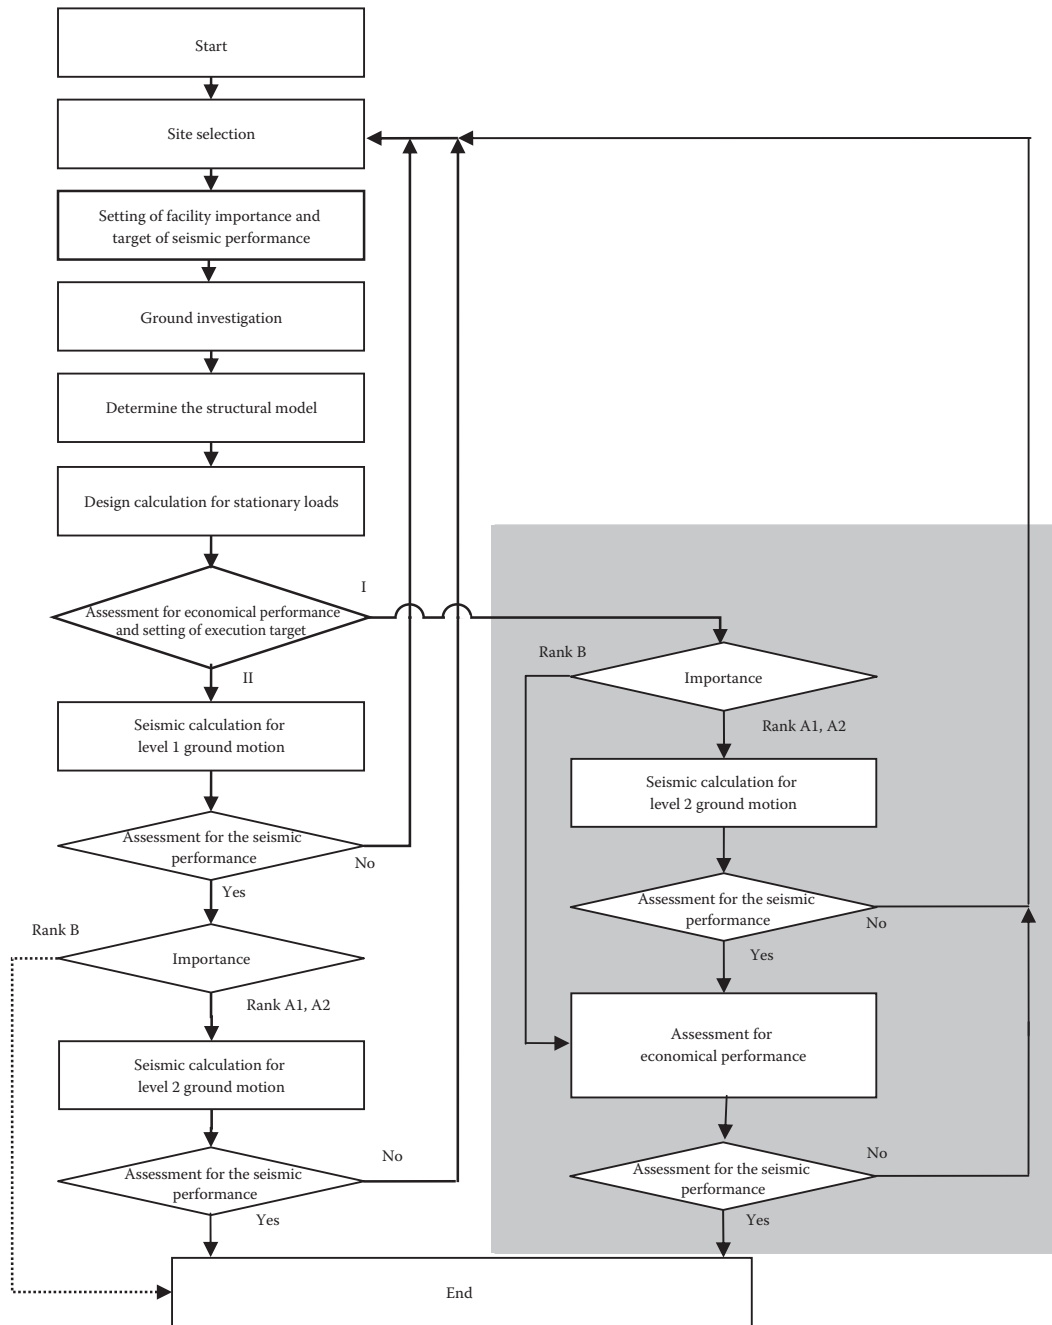 Start
Site selection
Setting of facility importance and
target of seismic performance
Ground investigation
Determine the structural model
Design calculation for stationary loads
I
Assessment for economical performance
and setting of execution target
II
Seismic calculation for
level 1 ground motion
Assessment for the seismic
performance
No
Yes
Rank B
Importance
Rank A1, A2
Seismic calculation for
level 2 ground motion
No
Assessment for the seismic
performance
Yes
Rank B
Importance
Rank A1, A2
Seismic calculation for
level 2 ground motion
Assessment for the seismic
performance
No
Yes
Assessment for
economical performance
No
Assessment for the seismic
performance
Yes
End